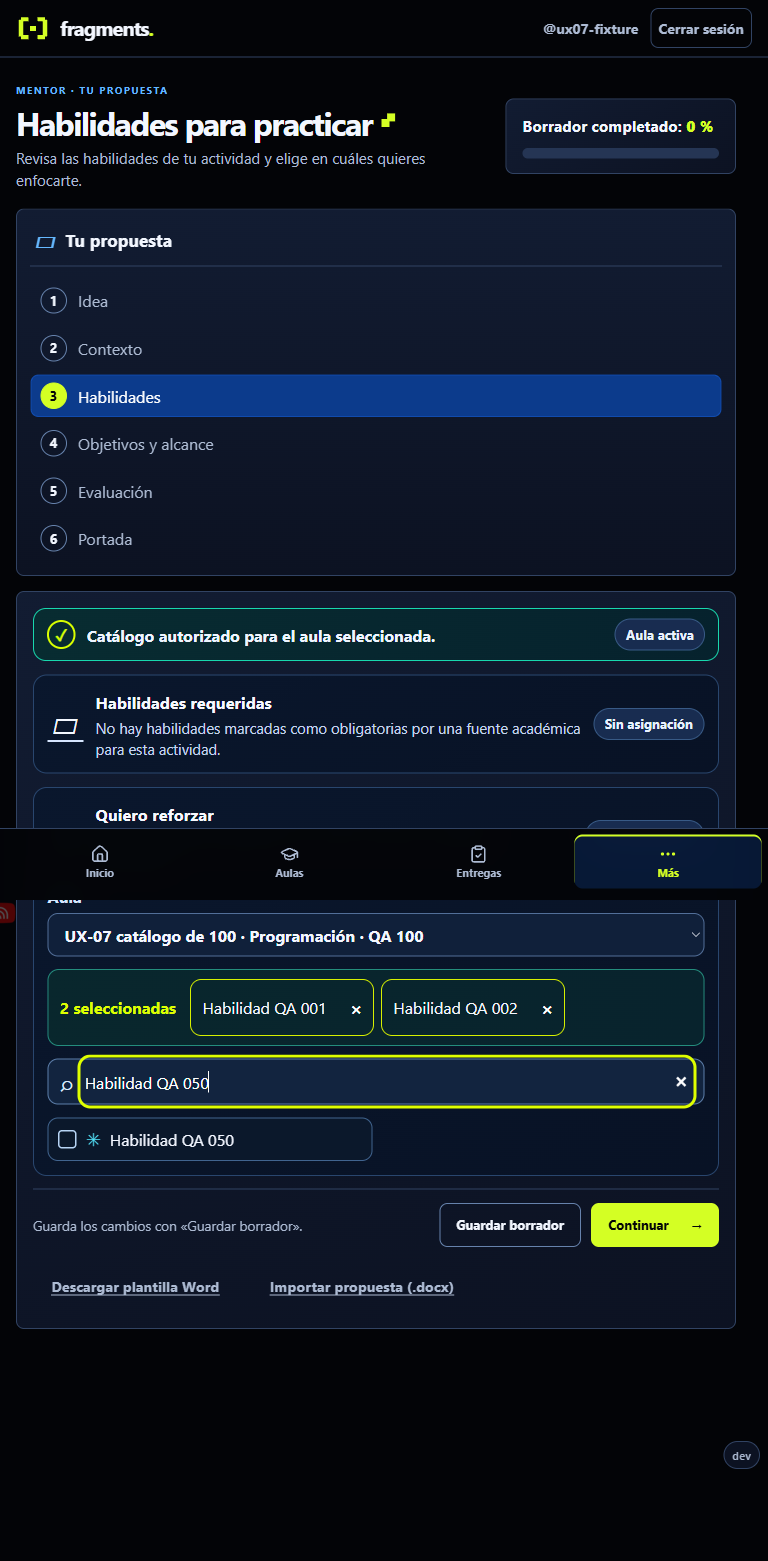 fragments.
@ux07-fixture
Cerrar sesión
MENTOR · TU PROPUESTA
Habilidades para practicar
Revisa las habilidades de tu actividad y elige en cuáles quieres
enfocarte.
Borrador completado: 0 %
Tu propuesta
1 Idea
2 Contexto
3 Habilidades
4 Objetivos y alcance
5 Evaluación
6 Portada
Catálogo autorizado para el aula seleccionada.
Aula activa
Habilidades requeridas
No hay habilidades marcadas como obligatorias por una fuente académica
para esta actividad.
Sin asignación
Quiero reforzar
Inicio
Aulas
Entregas
Más
Aula
UX-07 catálogo de 100 · Programación · QA 100
2 seleccionadas
Habilidad QA 001 ×
Habilidad QA 002 ×
Habilidad QA 050 ×
Habilidad QA 050
Guarda los cambios con «Guardar borrador».
Guardar borrador
Continuar →
Descargar plantilla Word
Importar propuesta (.docx)
dev